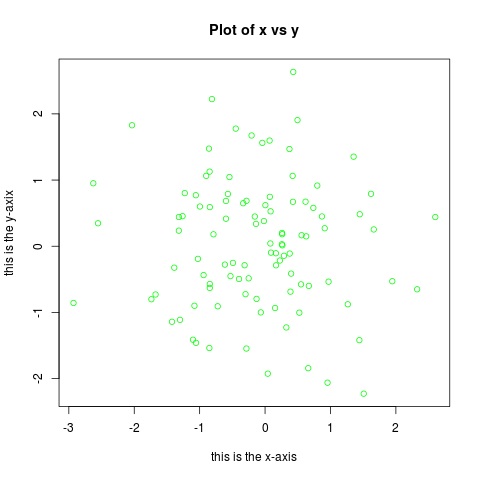 Plot of x vs y
this is the y-axis
2
1
0
-1
-2
-3 -2 -1 0 1 2
this is the x-axis